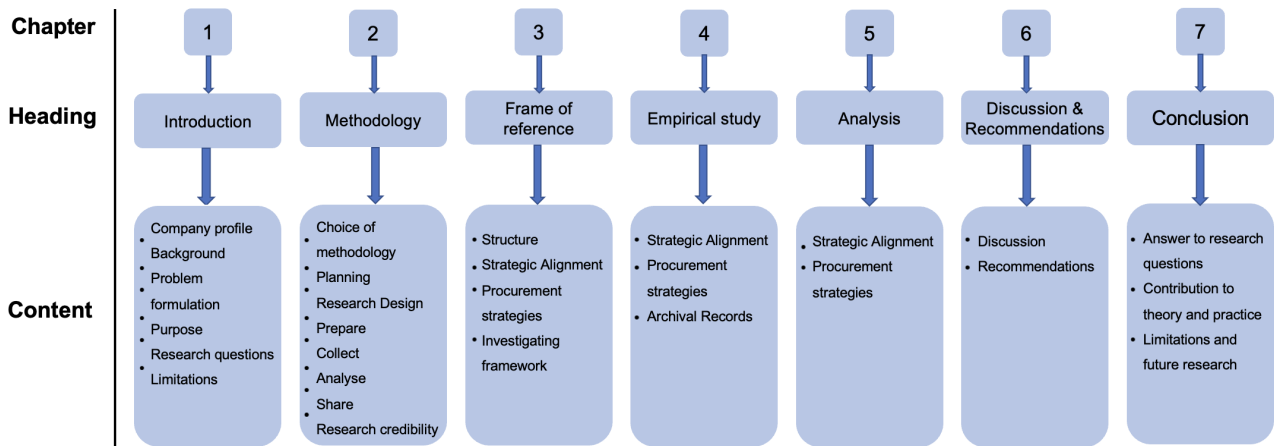 Chapter
1
2
3
4
5
6
7
Heading
Introduction
Methodology
Frame of
reference
Empirical study
Analysis
Discussion &
Recommendations
Conclusion
Content
Company profile
• Background
• Problem
• formulation
• Purpose
• Research questions
• Limitations
Choice of
• methodology
• Planning
• Research Design
• Prepare
• Collect
• Analyse
• Share
• Research credibility
• Structure
• Strategic Alignment
• Procurement
strategies
• Investigating
framework
• Strategic Alignment
• Procurement
strategies
• Archival Records
• Strategic Alignment
• Procurement
strategies
• Discussion
• Recommendations
• Answer to research
questions
• Contribution to
theory and practice
• Limitations and
future research